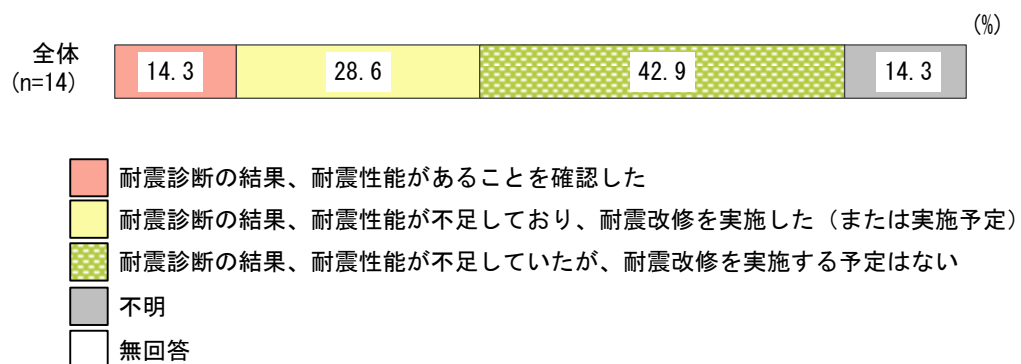 (%)
全体
(n=14)
14.3 28.6 42.9 14.3
耐震診断の結果、耐震性能があることを確認した
耐震診断の結果、耐震性能が不足しており、耐震改修を実施した（または実施予定）
耐震診断の結果、耐震性能が不足していたが、耐震改修を実施する予定はない
不明
無回答